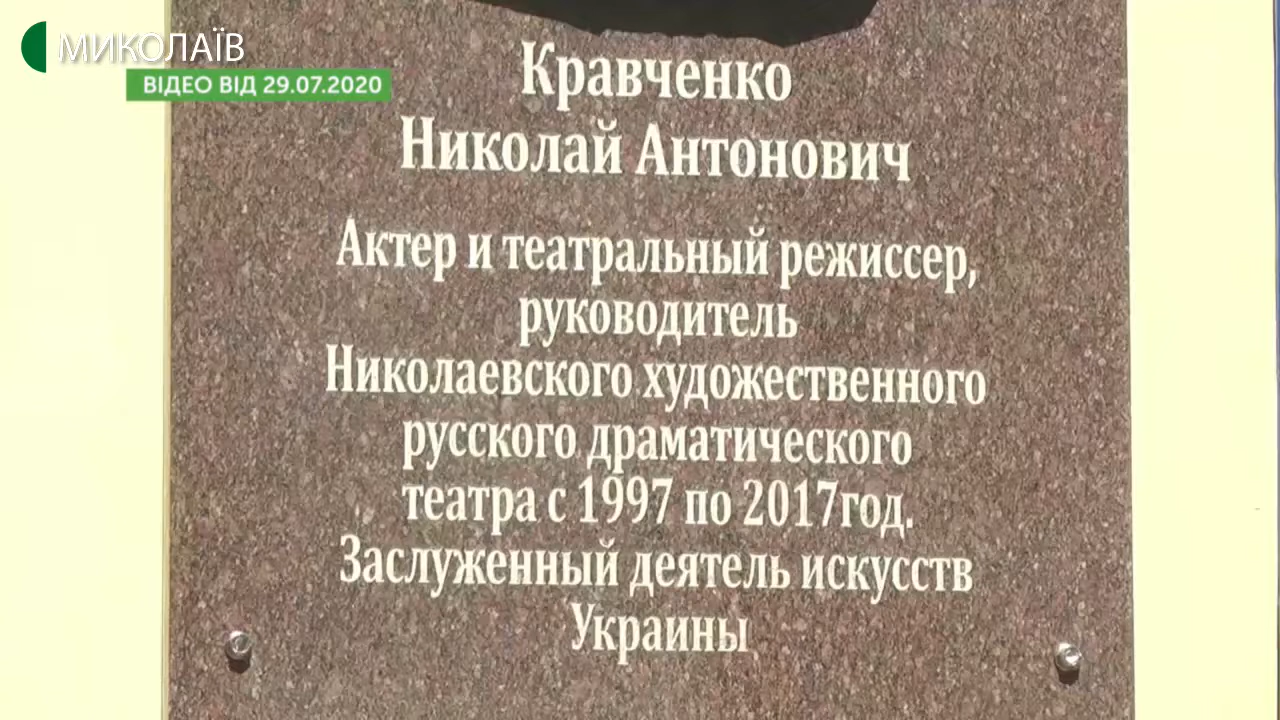 МИКОЛАЇВ
ВІДЕО ВІД 29.07.2020
Кравченко
Николай Антонович
Актер и театральный режиссер,
руководитель
Николаевского художественного
русского драматического
театра с 1997 по 2017год.
Заслуженный деятель искусств
Украины